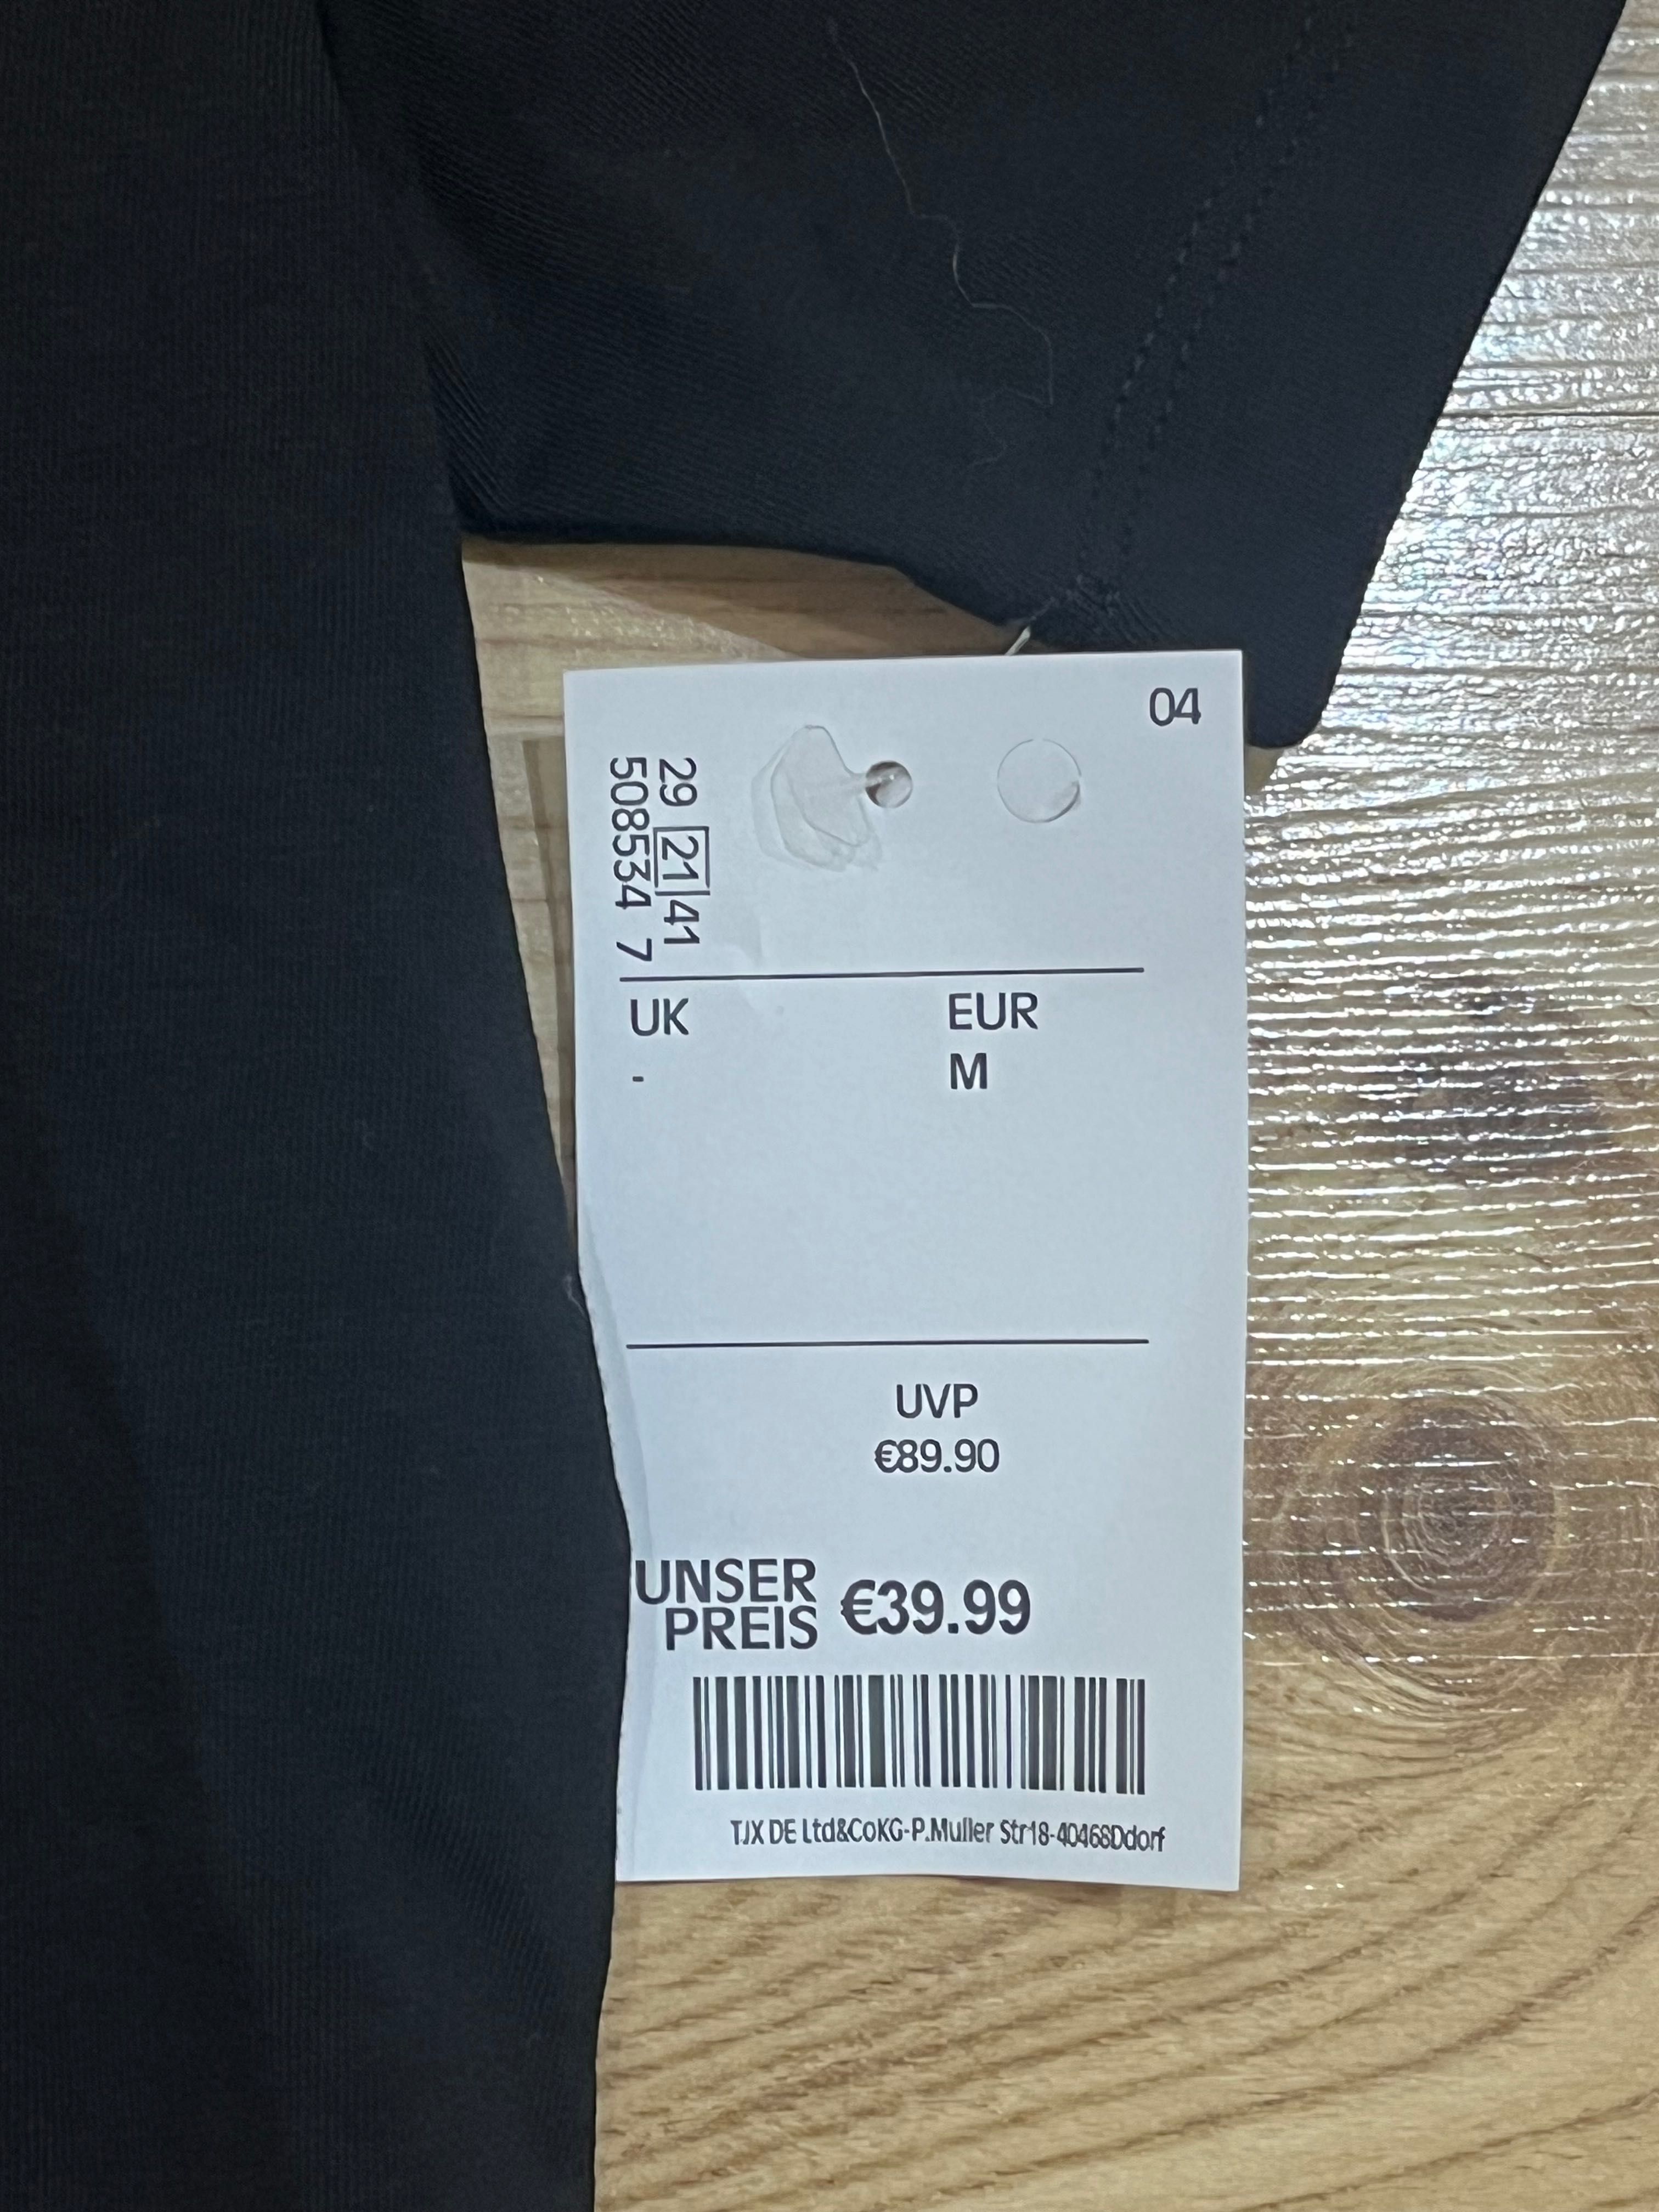 04
29 21 41
508534 7
UK EUR
- M
UVP
€89.90
UNSER
PREIS €39.99
TJX DE Ltd&CoKG-P.Muller Str18-40468Ddorf